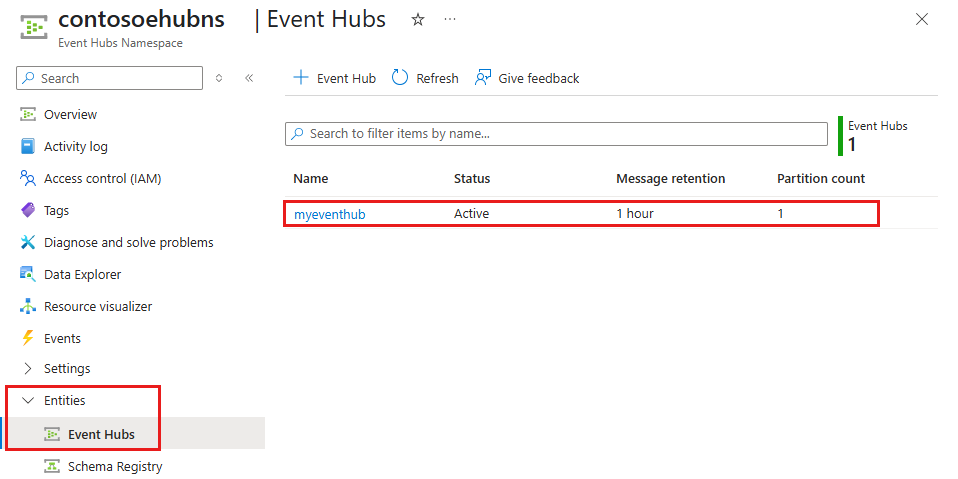 contosoehubns | Event Hubs
Event Hubs Namespace
Search
Overview
Activity log
Access control (IAM)
Tags
Diagnose and solve problems
Data Explorer
Resource visualizer
Events
Settings
Entities
Event Hubs
Schema Registry
Event Hub Refresh Give feedback
Search to filter items by name...
Event Hubs
1
Name Status Message retention Partition count
myeventhub Active 1 hour 1